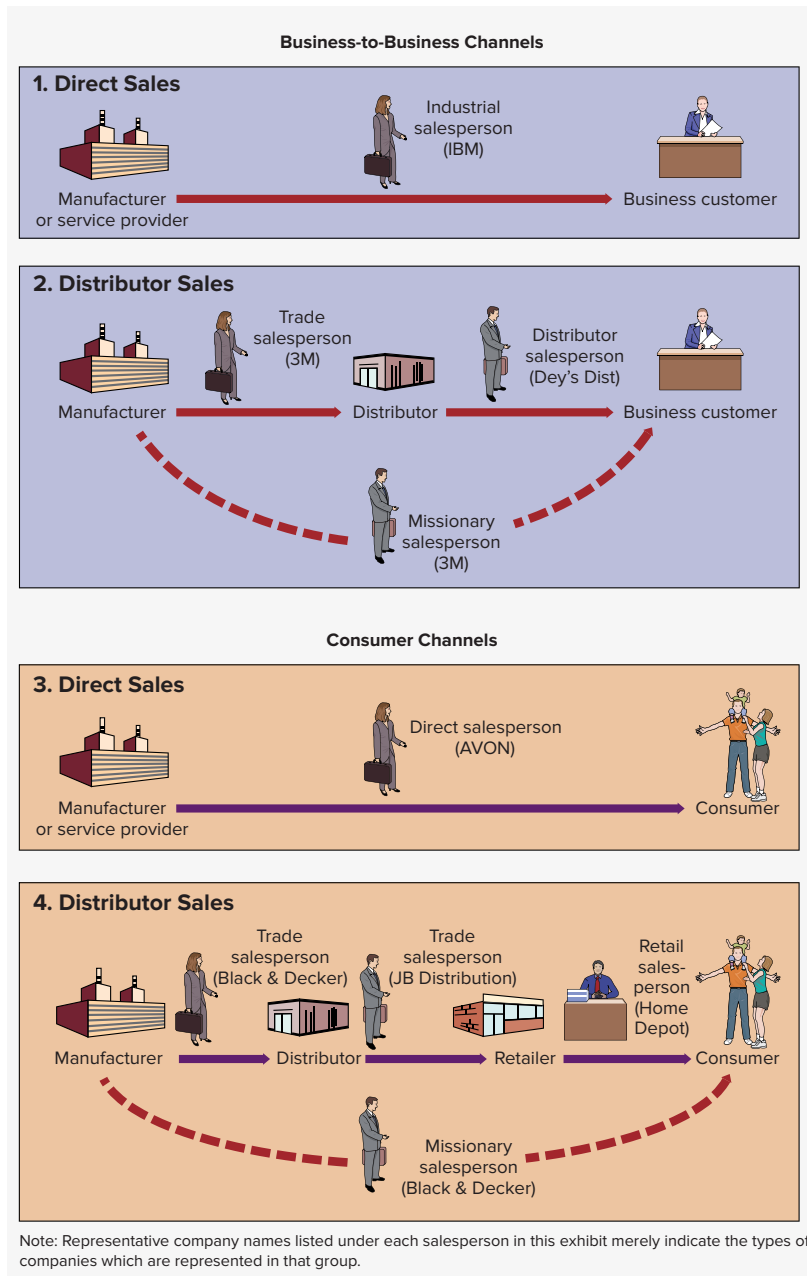 Business-to-Business Channels
1. Direct Sales
Industrial
salesperson
(IBM)
Manufacturer
or service provider
Business customer
2. Distributor Sales
Trade
salesperson
(3M)
Distributor
salesperson
(Dey's Dist)
Manufacturer
Distributor
Business customer
Missionary
salesperson
(3M)
Consumer Channels
3. Direct Sales
Direct salesperson
(AVON)
Manufacturer
or service provider
Consumer
4. Distributor Sales
Trade
salesperson
(Black & Decker)
Trade
salesperson
(JB Distribution)
Retail
sales-
person
(Home
Depot)
Manufacturer
Distributor
Retailer
Consumer
Missionary
salesperson
(Black & Decker)
Note: Representative company names listed under each salesperson in this exhibit merely indicate the types of
companies which are represented in that group.